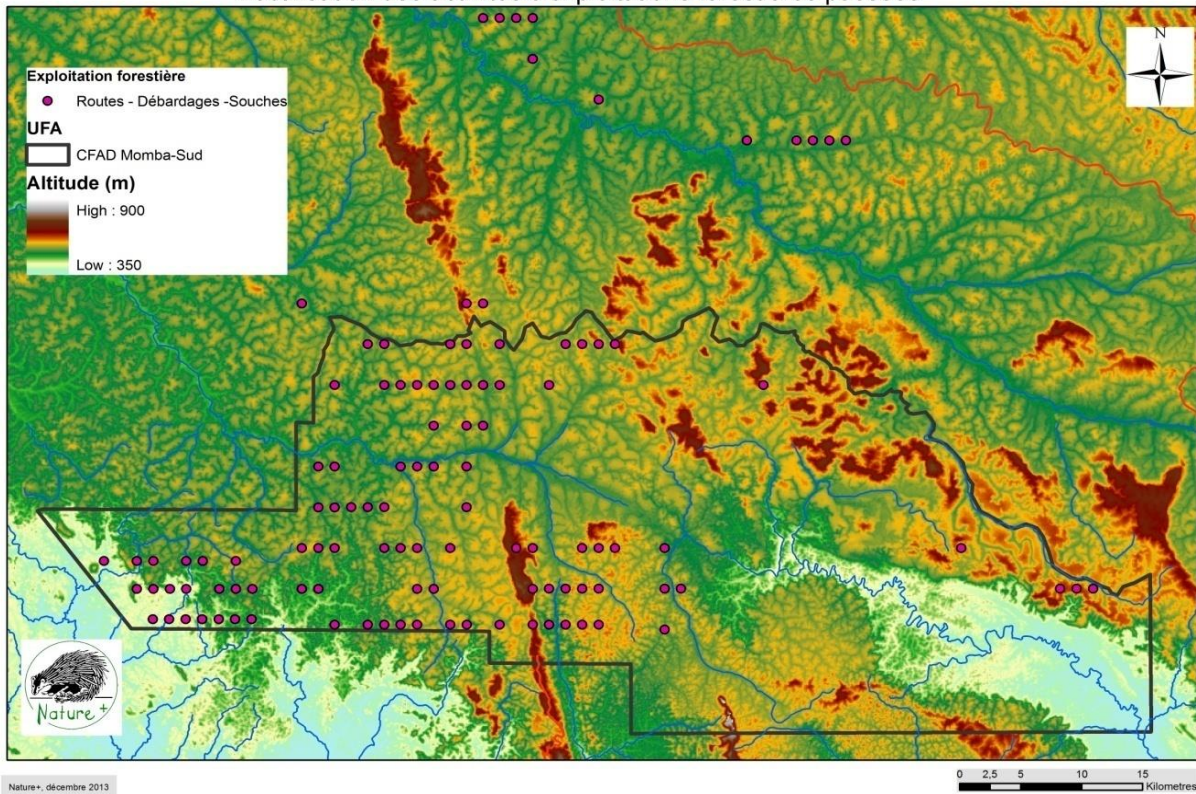 Exploitation forestière
Routes - Débardages -Souches
UFA
CFAD Momba-Sud
Altitude (m)
High : 900
Low : 350
N
Nature +
Nature+, décembre 2013
0 2,5 5 10 15
Kilometres